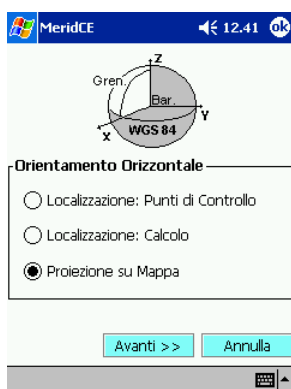 MeridCE 12.41 ok
Z
Gren.
Bar.
Y
X
WGS 84
Orientamento Orizzontale
Localizzazione: Punti di Controllo
Localizzazione: Calcolo
Proiezione su Mappa
Avanti >> Annulla